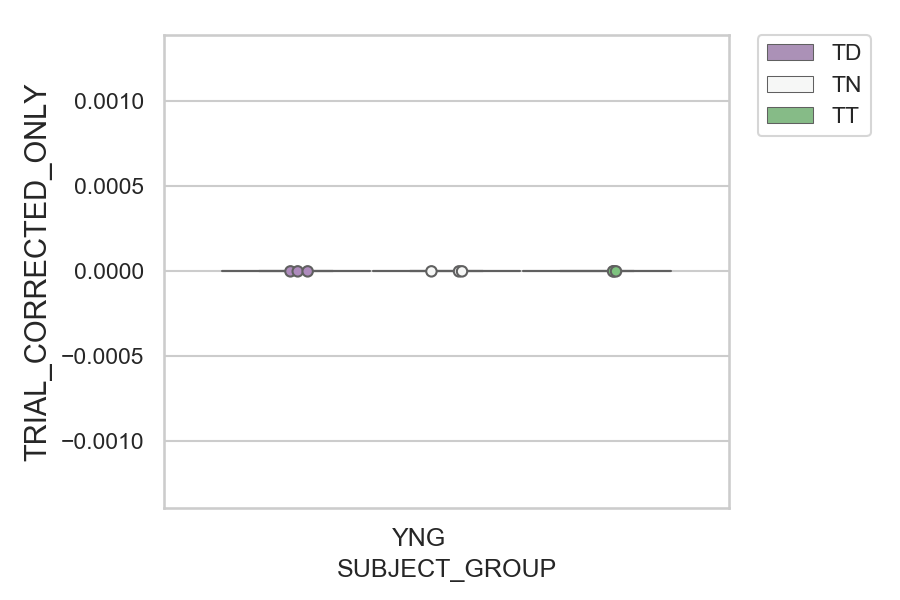 TD
TN
TT
TRIAL_CORRECTED_ONLY
0.0010
0.0005
0.0000
−0.0005
−0.0010
YNG
SUBJECT_GROUP